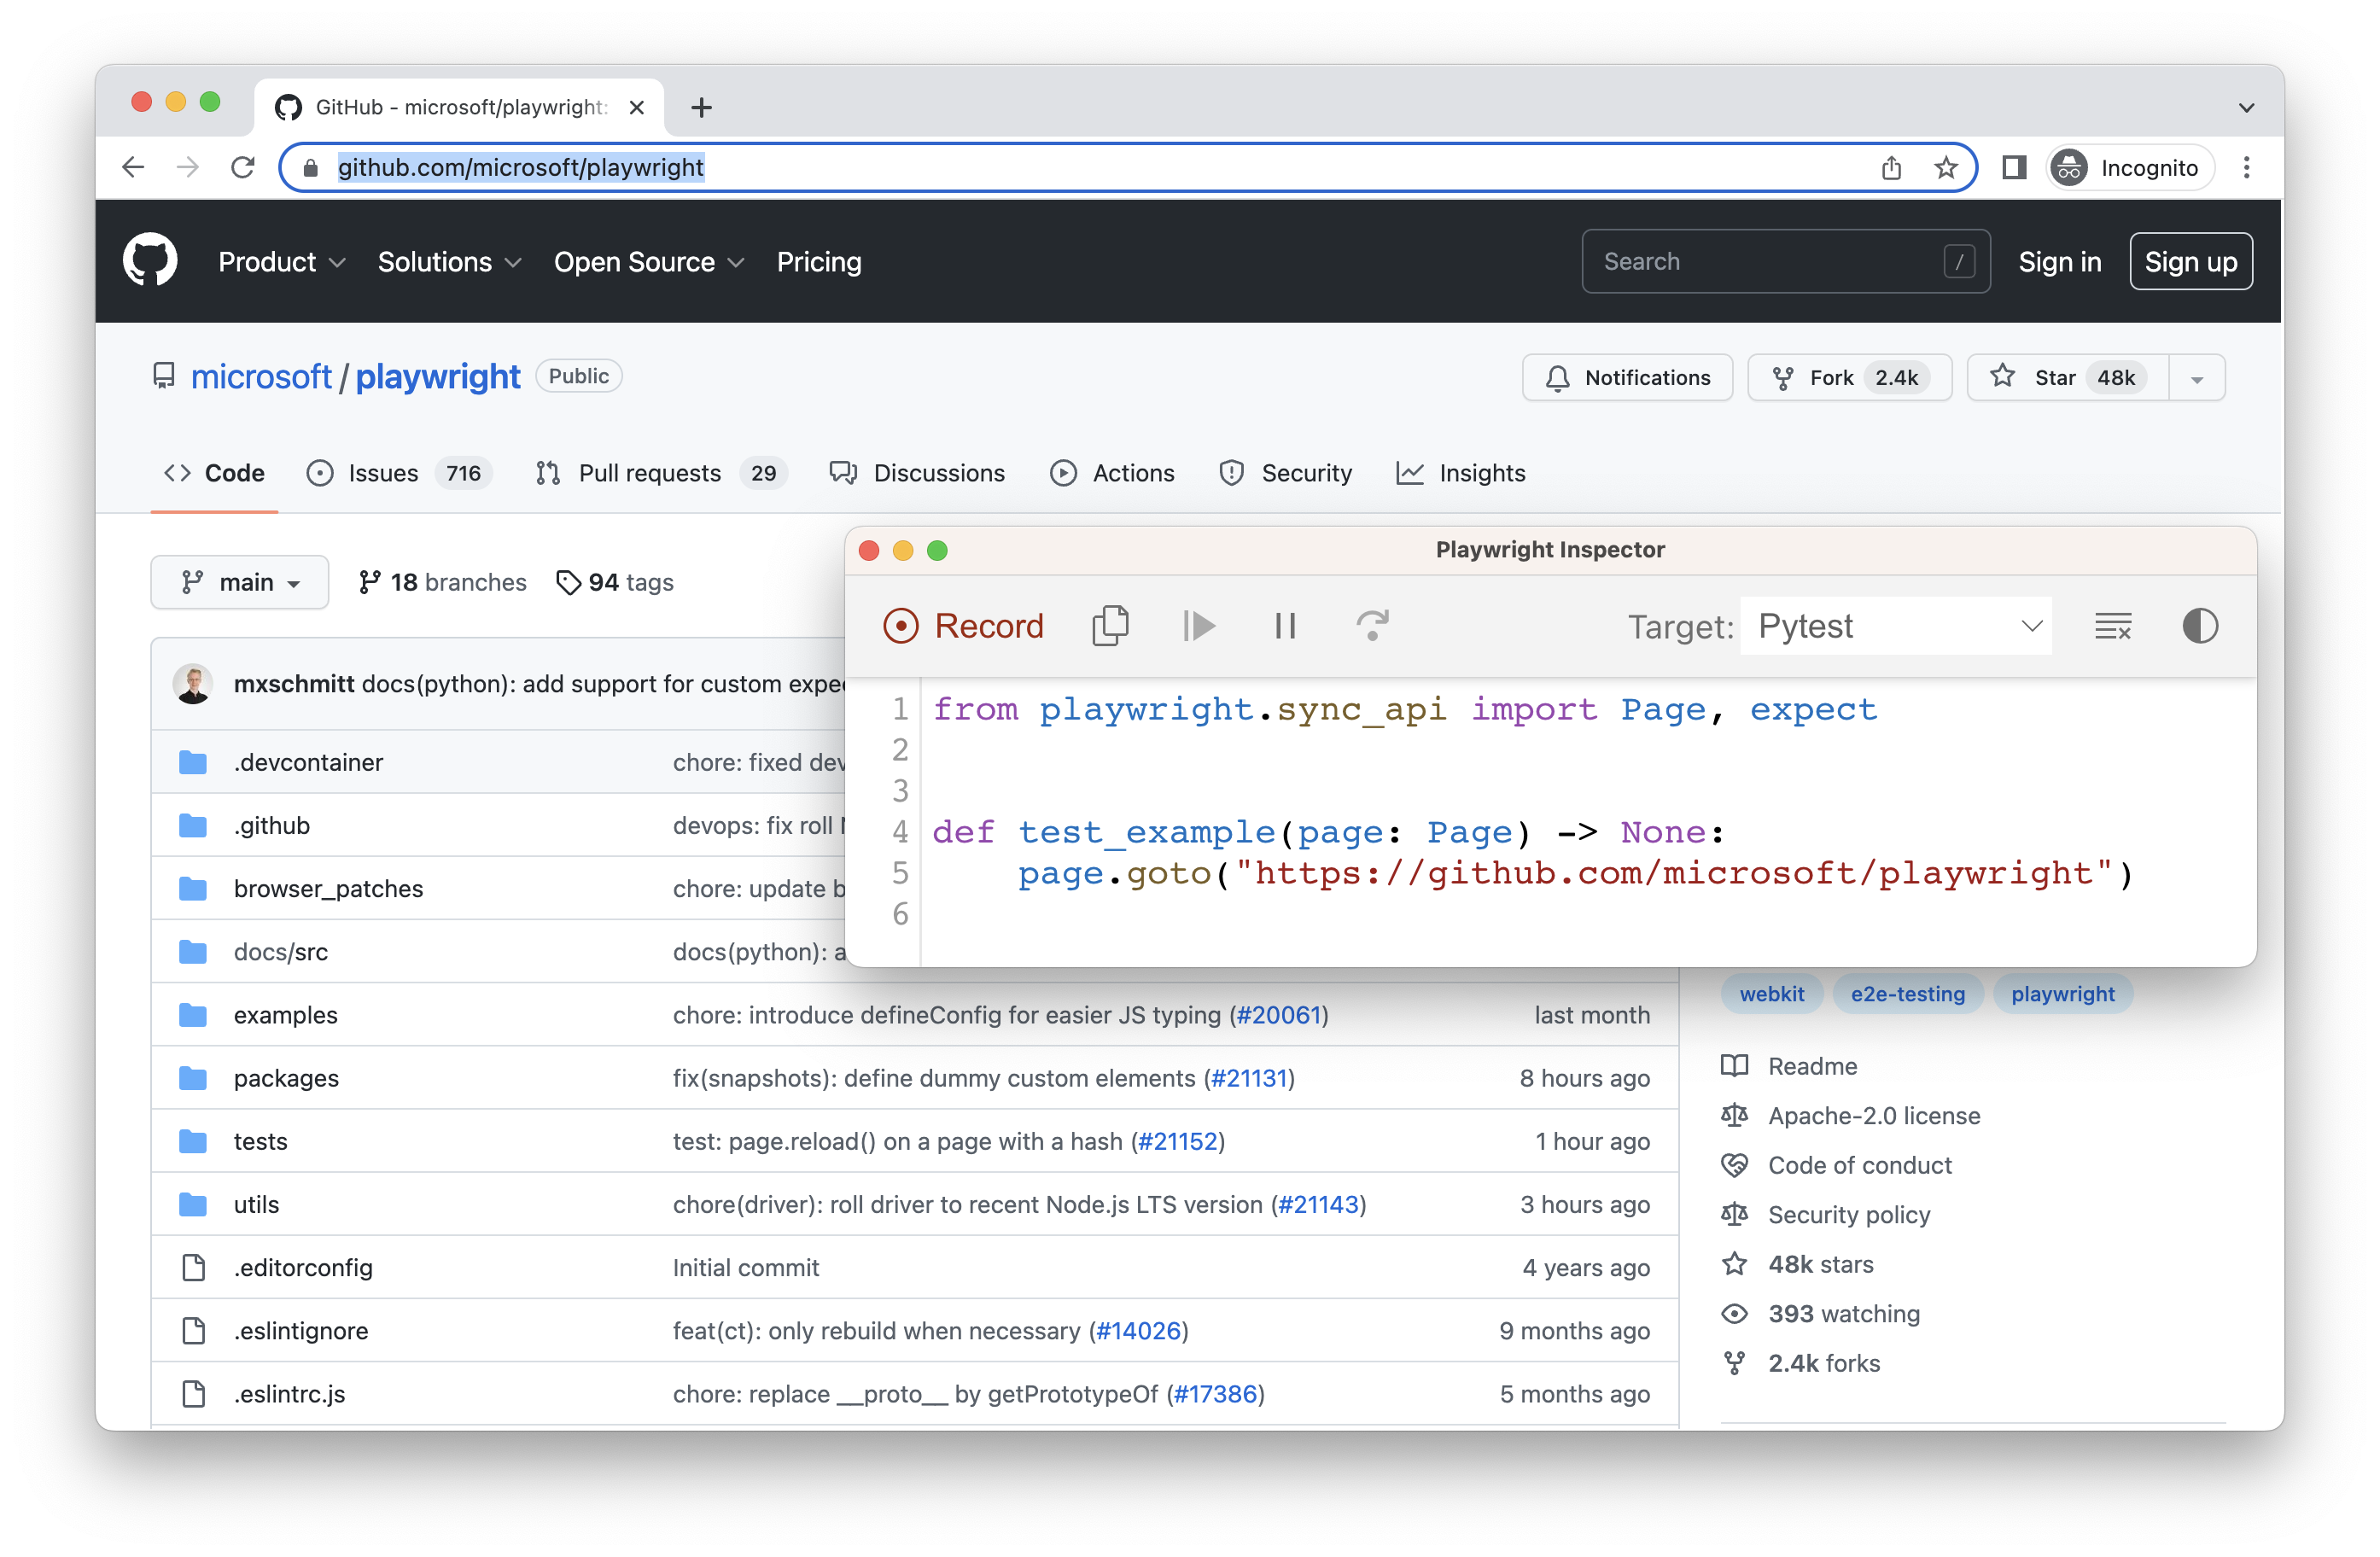 GitHub - microsoft/playwright:
github.com/microsoft/playwright
Incognito
Product Solutions Open Source Pricing
Search /
Sign in Sign up
microsoft / playwright Public
Notifications Fork 2.4k Star 48k
Code Issues 716 Pull requests 29 Discussions Actions Security Insights
main 18 branches 94 tags
mxschmitt docs(python): add support for custom
.devcontainer chore: fixed
.github devops: fix roll
browser_patches chore: update
docs/src docs(python):
examples chore: introduce defineConfig for easier JS typing (#20061) last month
packages fix(snapshots): define dummy custom elements (#21131) 8 hours ago
tests test: page.reload() on a page with a hash (#21152) 1 hour ago
utils chore(driver): roll driver to recent Node.js LTS version (#21143) 3 hours ago
.editorconfig Initial commit 4 years ago
.eslintignore feat(ct): only rebuild when necessary (#14026) 9 months ago
.eslintrc.js chore: replace __proto__ by getPrototypeOf (#17386) 5 months ago
Playwright Inspector
Record
Target: Pytest
1 from playwright.sync_api import Page, expect
2
3
4 def test_example(page: Page) -> None:
5 page.goto("https://github.com/microsoft/playwright")
6
webkit e2e-testing playwright
Readme
Apache-2.0 license
Code of conduct
Security policy
48k stars
393 watching
2.4k forks